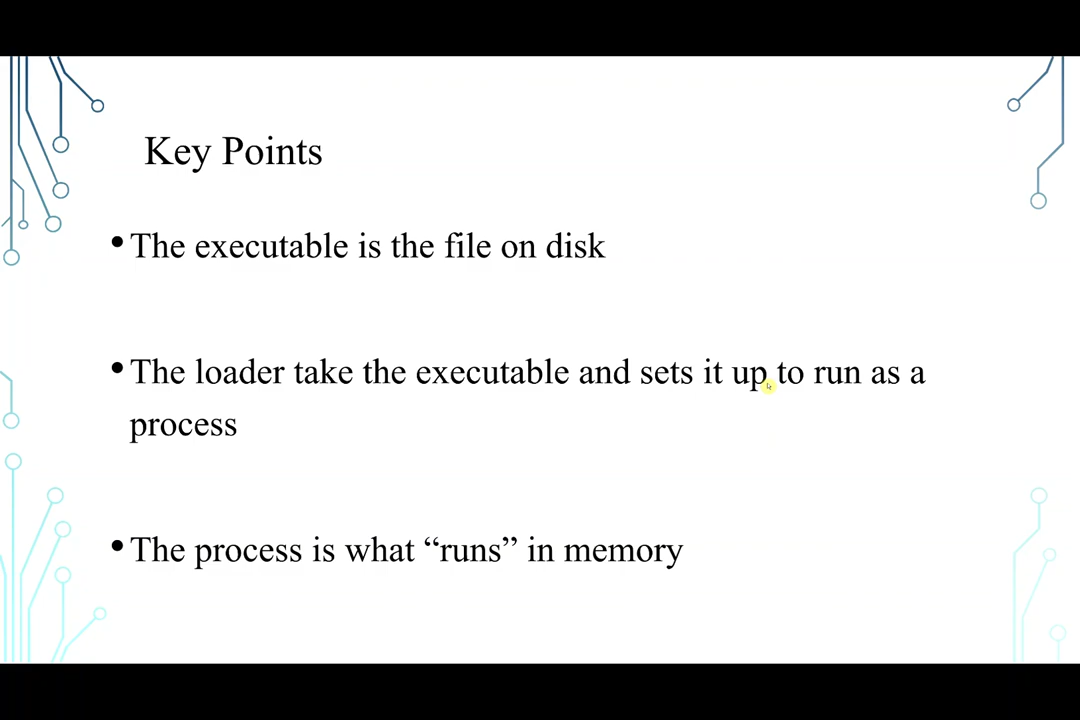 Key Points
• The executable is the file on disk
• The loader take the executable and sets it up to run as a
process
• The process is what “runs” in memory